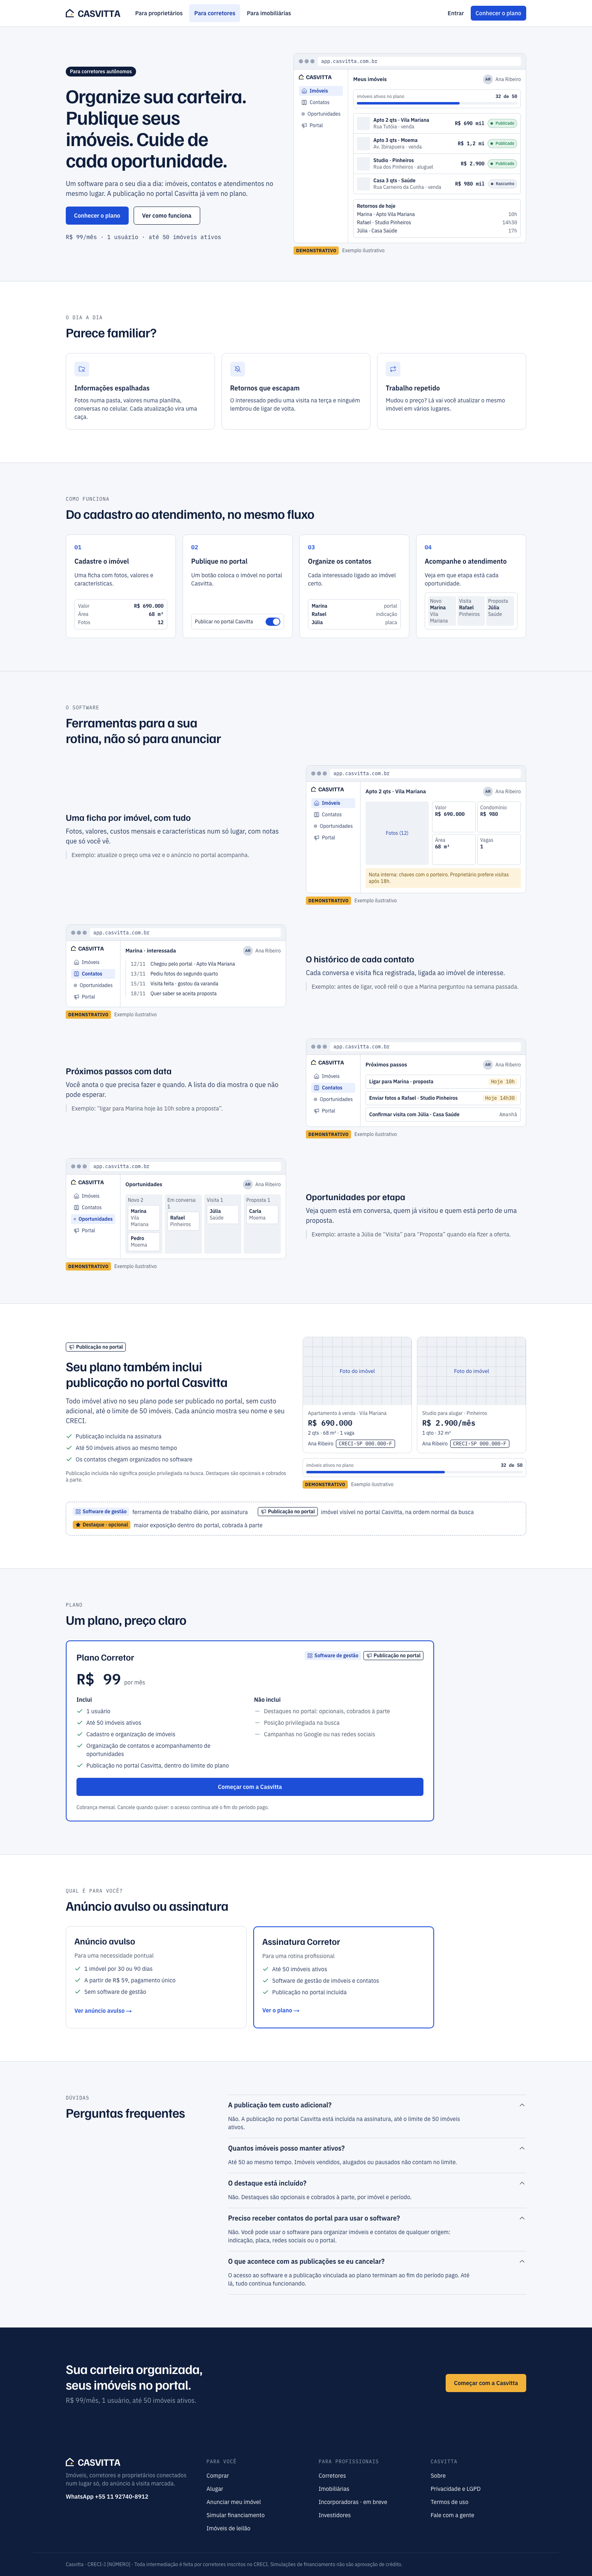 CASVITTA
Para proprietários
Para corretores
Para imobiliárias
Entrar
Conhecer o plano
Para corretores autônomos
Organize sua carteira.
Publique seus
imóveis. Cuide de
cada oportunidade.
Um software para o seu dia a dia: imóveis, contatos e atendimentos no
mesmo lugar. A publicação no portal Casvitta já vem no plano.
Conhecer o plano
Ver como funciona
R$ 99/mês · 1 usuário · até 50 imóveis ativos
app.casvitta.com.br
CASVITTA
Imóveis
Contatos
Oportunidades
Portal
Meus imóveis
AR Ana Ribeiro
Imóveis ativos no plano
32 de 50
Apto 2 qts · Vila Mariana
Rua Tutóia · venda
R$ 690 mil
Publicado
Apto 3 qts · Moema
Av. Ibirapuera · venda
R$ 1,2 mi
Publicado
Studio · Pinheiros
Rua dos Pinheiros · aluguel
R$ 2.900
Publicado
Casa 3 qts · Saúde
Rua Carneiro da Cunha · venda
R$ 980 mil
Rascunho
Retornos de hoje
Marina · Apto Vila Mariana
10h
Rafael · Studio Pinheiros
14h30
Júlia · Casa Saúde
17h
DEMONSTRATIVO Exemplo ilustrativo
O DIA A DIA
Parece familiar?
Informações espalhadas
Fotos numa pasta, valores numa planilha,
conversas no celular. Cada atualização vira uma
caça.
Retornos que escapam
O interessado pediu uma visita na terça e ninguém
lembrou de ligar de volta.
Trabalho repetido
Mudou o preço? Lá vai você atualizar o mesmo
imóvel em vários lugares.
COMO FUNCIONA
Do cadastro ao atendimento, no mesmo fluxo
01
Cadastre o imóvel
Uma ficha com fotos, valores e
características.
Valor R$ 690.000
Área 68 m²
Fotos 12
02
Publique no portal
Um botão coloca o imóvel no portal
Casvitta.
Publicar no portal Casvitta
03
Organize os contatos
Cada interessado ligado ao imóvel
certo.
Marina portal
Rafael indicação
Júlia placa
04
Acompanhe o atendimento
Veja em que etapa está cada
oportunidade.
Novo
Marina
Vila
Mariana
Visita
Rafael
Pinheiros
Proposta
Júlia
Saúde
O SOFTWARE
Ferramentas para a sua
rotina, não só para anunciar
Uma ficha por imóvel, com tudo
Fotos, valores, custos mensais e características num só lugar, com notas
que só você vê.
Exemplo: atualize o preço uma vez e o anúncio no portal acompanha.
app.casvitta.com.br
CASVITTA
Imóveis
Contatos
Oportunidades
Portal
Apto 2 qts · Vila Mariana
AR Ana Ribeiro
Fotos (12)
Valor
R$ 690.000
Condomínio
R$ 980
Área
68 m²
Vagas
1
Nota interna: chaves com o porteiro. Proprietário prefere visitas
após 18h.
DEMONSTRATIVO Exemplo ilustrativo
app.casvitta.com.br
CASVITTA
Imóveis
Contatos
Oportunidades
Portal
Marina · interessada
AR Ana Ribeiro
12/11 Chegou pelo portal · Apto Vila Mariana
13/11 Pediu fotos do segundo quarto
15/11 Visita feita · gostou da varanda
18/11 Quer saber se aceita proposta
DEMONSTRATIVO Exemplo ilustrativo
O histórico de cada contato
Cada conversa e visita fica registrada, ligada ao imóvel de interesse.
Exemplo: antes de ligar, você relê o que a Marina perguntou na semana passada.
Próximos passos com data
Você anota o que precisa fazer e quando. A lista do dia mostra o que não
pode esperar.
Exemplo: "ligar para Marina hoje às 10h sobre a proposta".
app.casvitta.com.br
CASVITTA
Imóveis
Contatos
Oportunidades
Portal
Próximos passos
AR Ana Ribeiro
Ligar para Marina · proposta
Hoje 10h
Enviar fotos a Rafael · Studio Pinheiros
Hoje 14h30
Confirmar visita com Júlia · Casa Saúde
Amanhã
DEMONSTRATIVO Exemplo ilustrativo
app.casvitta.com.br
CASVITTA
Imóveis
Contatos
Oportunidades
Portal
Oportunidades
AR Ana Ribeiro
Novo 2
Marina
Vila
Mariana
Pedro
Moema
Em conversa
1
Rafael
Pinheiros
Visita 1
Júlia
Saúde
Proposta 1
Carla
Moema
DEMONSTRATIVO Exemplo ilustrativo
Oportunidades por etapa
Veja quem está em conversa, quem já visitou e quem está perto de uma
proposta.
Exemplo: arraste a Júlia de "Visita" para "Proposta" quando ela fizer a oferta.
Publicação no portal
Seu plano também inclui
publicação no portal Casvitta
Todo imóvel ativo no seu plano pode ser publicado no portal, sem custo
adicional, até o limite de 50 imóveis. Cada anúncio mostra seu nome e seu
CRECI.
Publicação incluída na assinatura
Até 50 imóveis ativos ao mesmo tempo
Os contatos chegam organizados no software
Publicação incluída não significa posição privilegiada na busca. Destaques são opcionais e cobrados
à parte.
Foto do imóvel
Apartamento à venda · Vila Mariana
R$ 690.000
2 qts · 68 m² · 1 vaga
Ana Ribeiro CRECI-SP 000.000-F
Foto do imóvel
Studio para alugar · Pinheiros
R$ 2.900/mês
1 qto · 32 m²
Ana Ribeiro CRECI-SP 000.000-F
Imóveis ativos no plano
32 de 50
DEMONSTRATIVO Exemplo ilustrativo
Software de gestão ferramenta de trabalho diário, por assinatura
Publicação no portal imóvel visível no portal Casvitta, na ordem normal da busca
Destaque · opcional maior exposição dentro do portal, cobrada à parte
PLANO
Um plano, preço claro
Plano Corretor
Software de gestão
Publicação no portal
R$ 99 por mês
Inclui
1 usuário
Até 50 imóveis ativos
Cadastro e organização de imóveis
Organização de contatos e acompanhamento de
oportunidades
Publicação no portal Casvitta, dentro do limite do plano
Não inclui
Destaques no portal: opcionais, cobrados à parte
Posição privilegiada na busca
Campanhas no Google ou nas redes sociais
Começar com a Casvitta
Cobrança mensal. Cancele quando quiser: o acesso continua até o fim do período pago.
QUAL É PARA VOCÊ?
Anúncio avulso ou assinatura
Anúncio avulso
Para uma necessidade pontual
1 imóvel por 30 ou 90 dias
A partir de R$ 59, pagamento único
Sem software de gestão
Ver anúncio avulso →
Assinatura Corretor
Para uma rotina profissional
Até 50 imóveis ativos
Software de gestão de imóveis e contatos
Publicação no portal incluída
Ver o plano →
DÚVIDAS
Perguntas frequentes
A publicação tem custo adicional?
Não. A publicação no portal Casvitta está incluída na assinatura, até o limite de 50 imóveis
ativos.
Quantos imóveis posso manter ativos?
Até 50 ao mesmo tempo. Imóveis vendidos, alugados ou pausados não contam no limite.
O destaque está incluído?
Não. Destaques são opcionais e cobrados à parte, por imóvel e período.
Preciso receber contatos do portal para usar o software?
Não. Você pode usar o software para organizar imóveis e contatos de qualquer origem:
indicação, placa, redes sociais ou o portal.
O que acontece com as publicações se eu cancelar?
O acesso ao software e a publicação vinculada ao plano terminam ao fim do período pago. Até
lá, tudo continua funcionando.
Sua carteira organizada,
seus imóveis no portal.
R$ 99/mês, 1 usuário, até 50 imóveis ativos.
Começar com a Casvitta
CASVITTA
Imóveis, corretores e proprietários conectados
num lugar só, do anúncio à visita marcada.
WhatsApp +55 11 92740-8912
PARA VOCÊ
Comprar
Alugar
Anunciar meu imóvel
Simular financiamento
Imóveis de leilão
PARA PROFISSIONAIS
Corretores
Imobiliárias
Incorporadoras · em breve
Investidores
CASVITTA
Sobre
Privacidade e LGPD
Termos de uso
Fale com a gente
Casvitta · CRECI-J [NÚMERO] · Toda intermediação é feita por corretores inscritos no CRECI. Simulações de financiamento não são aprovação de crédito.